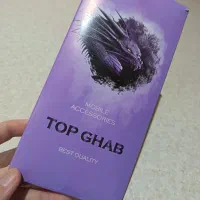 MOBILE
ACCESSORIES
TOP GHAB
BEST QUALITY